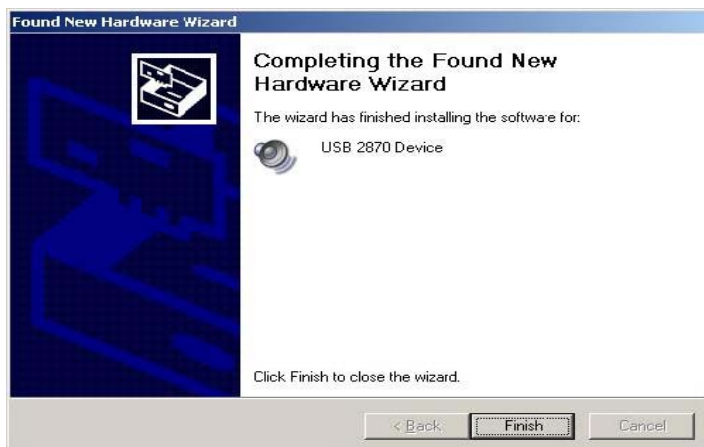 Found New Hardware Wizard
Completing the Found New
Hardware Wizard
The wizard has finished installing the software for:
USB 2870 Device
Click Finish to close the wizard.
< Back
Finish
Cancel